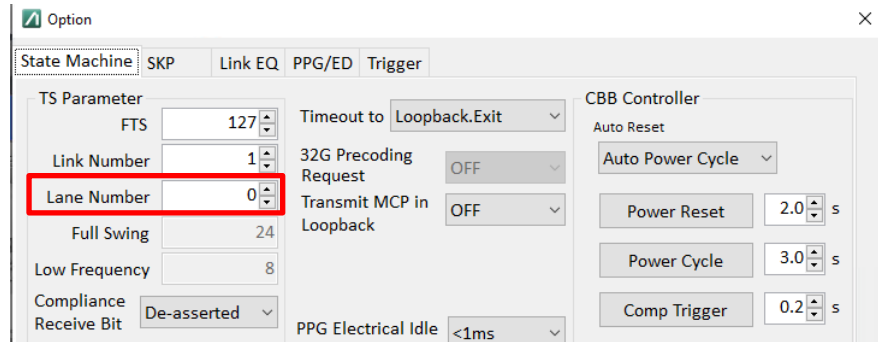 Option
State Machine SKP Link EQ PPG/ED Trigger
TS Parameter
FTS 127
Link Number 1
Lane Number 0
Full Swing 24
Low Frequency 8
Compliance
Receive Bit De-asserted
Timeout to Loopback.Exit
32G Precoding
Request OFF
Transmit MCP in
Loopback OFF
PPG Electrical Idle <1ms
CBB Controller
Auto Reset
Auto Power Cycle
Power Reset 2.0 s
Power Cycle 3.0 s
Comp Trigger 0.2 s